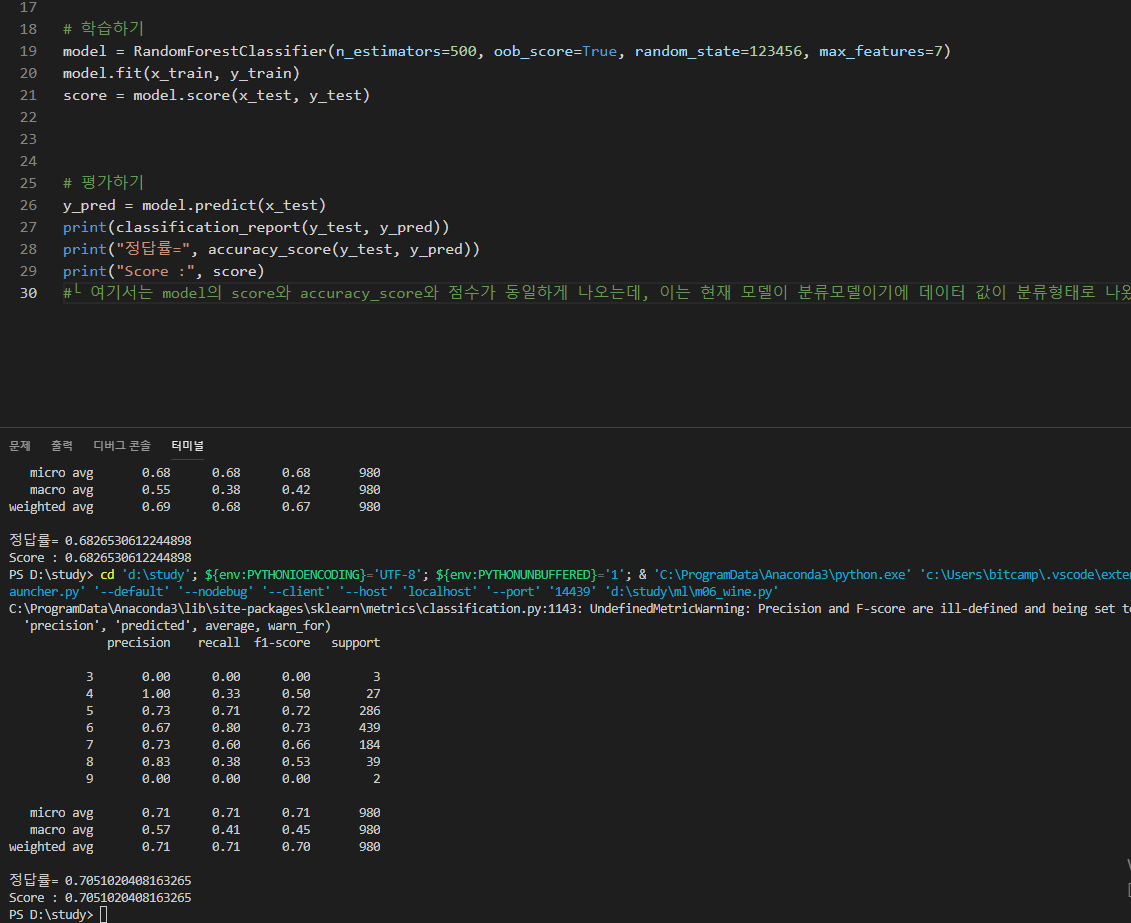 17
18 # 학습하기
19 model = RandomForestClassifier(n_estimators=500, oob_score=True, random_state=123456, max_features=7)
20 model.fit(x_train, y_train)
21 score = model.score(x_test, y_test)
22
23
24
25 # 평가하기
26 y_pred = model.predict(x_test)
27 print(classification_report(y_test, y_pred))
28 print("정답률=", accuracy_score(y_test, y_pred))
29 print("Score :", score)
30 #└ 여기서는 model의 score와 accuracy_score와 점수가 동일하게 나오는데, 이는 현재 모델이 분류모델이기에 데이터 값이 분류형태로 나왔
문제 출력 디버그 콘솔 터미널
micro avg 0.68 0.68 0.68 980
macro avg 0.55 0.38 0.42 980
weighted avg 0.69 0.68 0.67 980
정답률= 0.6826530612244898
Score : 0.6826530612244898
PS D:\study> cd 'd:\study'; ${env:PYTHONIOENCODING}='UTF-8'; ${env:PYTHONUNBUFFERED}='1'; & 'C:\ProgramData\Anaconda3\python.exe' 'c:\Users\bitcamp\.vscode\exten
auncher.py' '--default' '--nodebug' '--client' '--host' 'localhost' '--port' '14439' 'd:\study\ml\m06_wine.py'
C:\ProgramData\Anaconda3\lib\site-packages\sklearn\metrics\classification.py:1143: UndefinedMetricWarning: Precision and F-score are ill-defined and being set to
'precision', 'predicted', average, warn_for)
precision recall f1-score support
3 0.00 0.00 0.00 3
4 1.00 0.33 0.50 27
5 0.73 0.71 0.72 286
6 0.67 0.80 0.73 439
7 0.73 0.60 0.66 184
8 0.83 0.38 0.53 39
9 0.00 0.00 0.00 2
micro avg 0.71 0.71 0.71 980
macro avg 0.57 0.41 0.45 980
weighted avg 0.71 0.71 0.70 980
정답률= 0.7051020408163265
Score : 0.7051020408163265
PS D:\study>